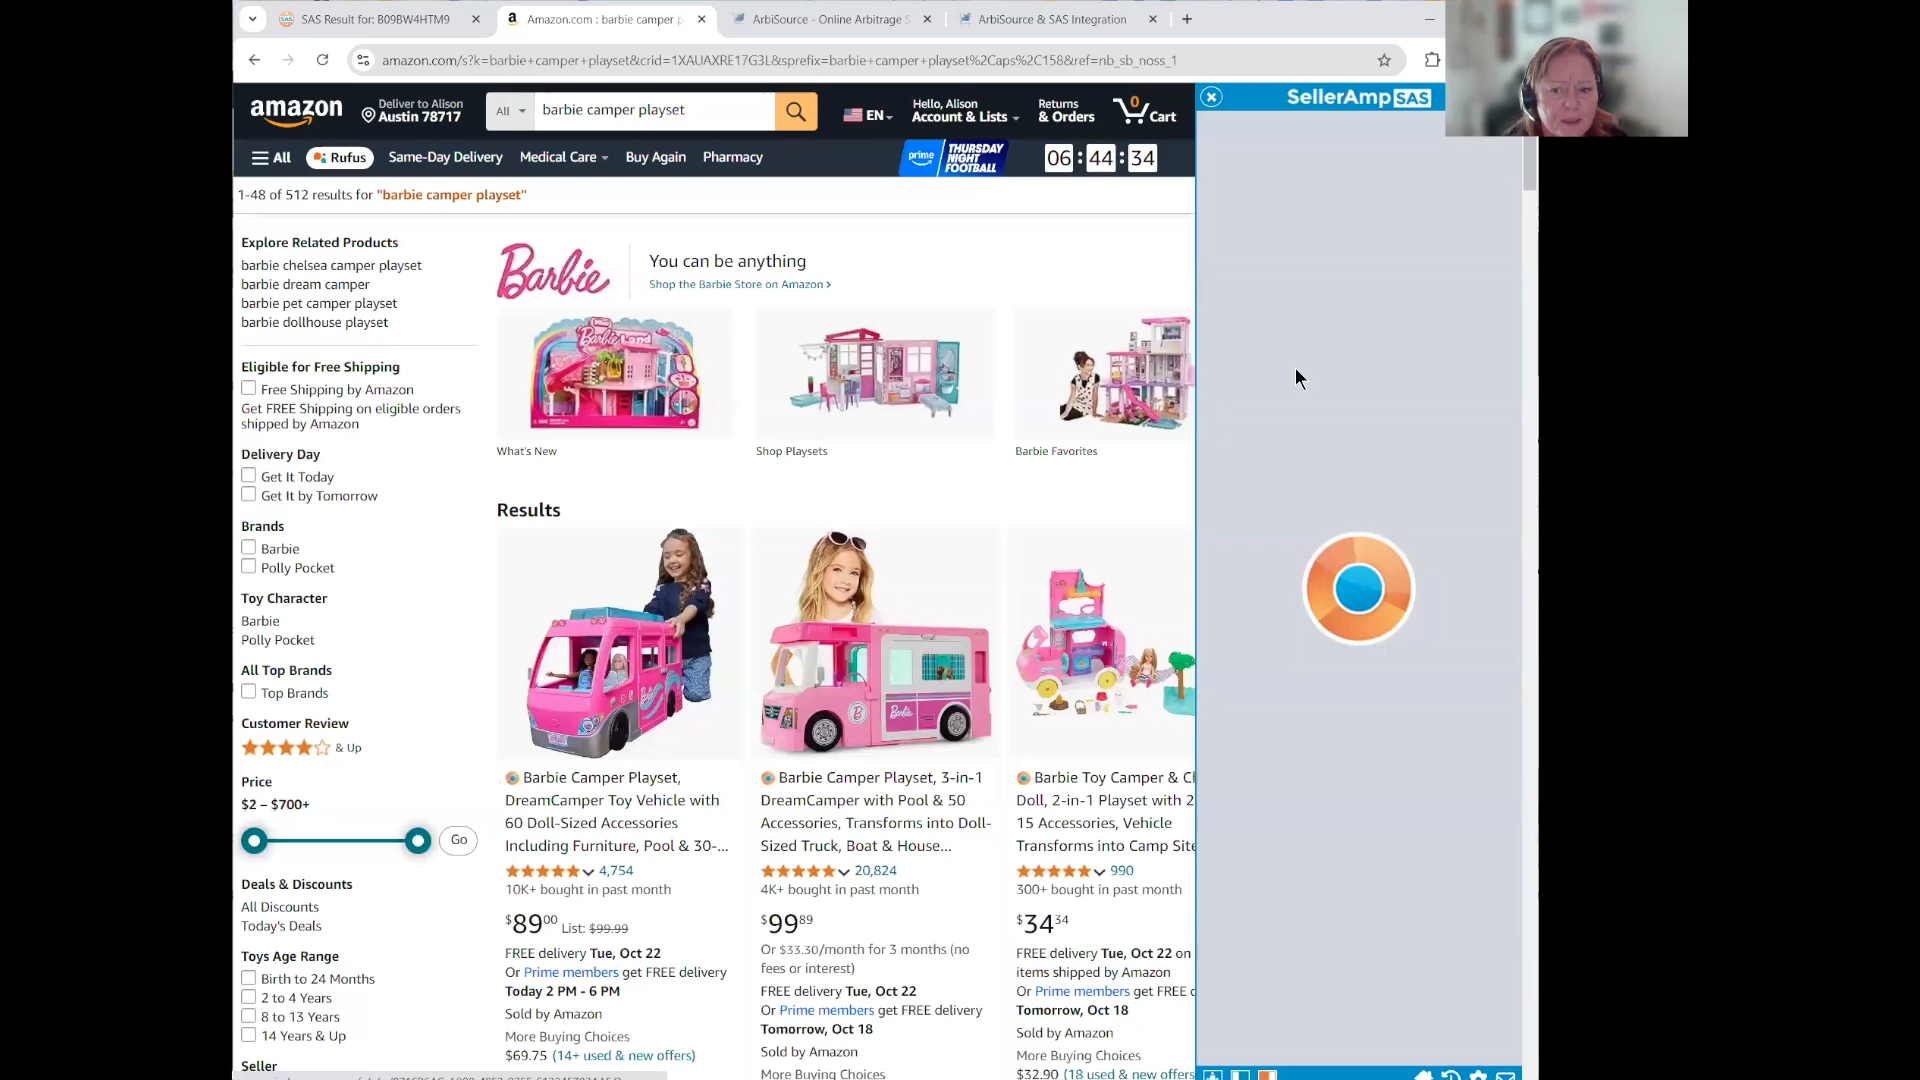 SAS Result for: B09BW4HTM9
Amazon.com : barbie camper p
ArbiSource - Online Arbitrage S
ArbiSource & SAS Integration
amazon.com/s?k=barbie+camper+playset&crid=1XAUAXRE17G3L&sprefix=barbie+camper+playset%2Caps%2C158&ref=nb_sb_noss_1
amazon
Deliver to Alison
Austin 78717
All
barbie camper playset
EN
Hello, Alison
Account & Lists
Returns
& Orders
0
Cart
SellerAmp SAS
All
Rufus
Same-Day Delivery
Medical Care
Buy Again
Pharmacy
prime
THURSDAY
NIGHT
FOOTBALL
06 : 44 : 34
1-48 of 512 results for "barbie camper playset"
Explore Related Products
barbie chelsea camper playset
barbie dream camper
barbie pet camper playset
barbie dollhouse playset
Eligible for Free Shipping
Free Shipping by Amazon
Get FREE Shipping on eligible orders
shipped by Amazon
Delivery Day
Get It Today
Get It by Tomorrow
Brands
Barbie
Polly Pocket
Toy Character
Barbie
Polly Pocket
All Top Brands
Top Brands
Customer Review
& Up
Price
$2 – $700+
Go
Deals & Discounts
All Discounts
Today's Deals
Toys Age Range
Birth to 24 Months
2 to 4 Years
8 to 13 Years
14 Years & Up
Seller
Barbie
You can be anything
Shop the Barbie Store on Amazon ›
What's New
Shop Playsets
Barbie Favorites
Results
Barbie Camper Playset,
DreamCamper Toy Vehicle with
60 Doll-Sized Accessories
Including Furniture, Pool & 30-...
4,754
10K+ bought in past month
$89.00 List: $99.99
FREE delivery Tue, Oct 22
Or Prime members get FREE delivery
Today 2 PM - 6 PM
Sold by Amazon
More Buying Choices
$69.75 (14+ used & new offers)
Barbie Camper Playset, 3-in-1
DreamCamper with Pool & 50
Accessories, Transforms into Doll-
Sized Truck, Boat & House...
20,824
4K+ bought in past month
$99.89
Or $33.30/month for 3 months (no
fees or interest)
FREE delivery Tue, Oct 22
Or Prime members get FREE delivery
Tomorrow, Oct 18
Sold by Amazon
More Buying Choices
Barbie Toy Camper & Ch
Doll, 2-in-1 Playset with 2
15 Accessories, Vehicle
Transforms into Camp Site
990
300+ bought in past month
$34.34
FREE delivery Tue, Oct 22 on
items shipped by Amazon
Or Prime members get FREE
Tomorrow, Oct 18
Sold by Amazon
More Buying Choices
$32.90 (18 used & new offers